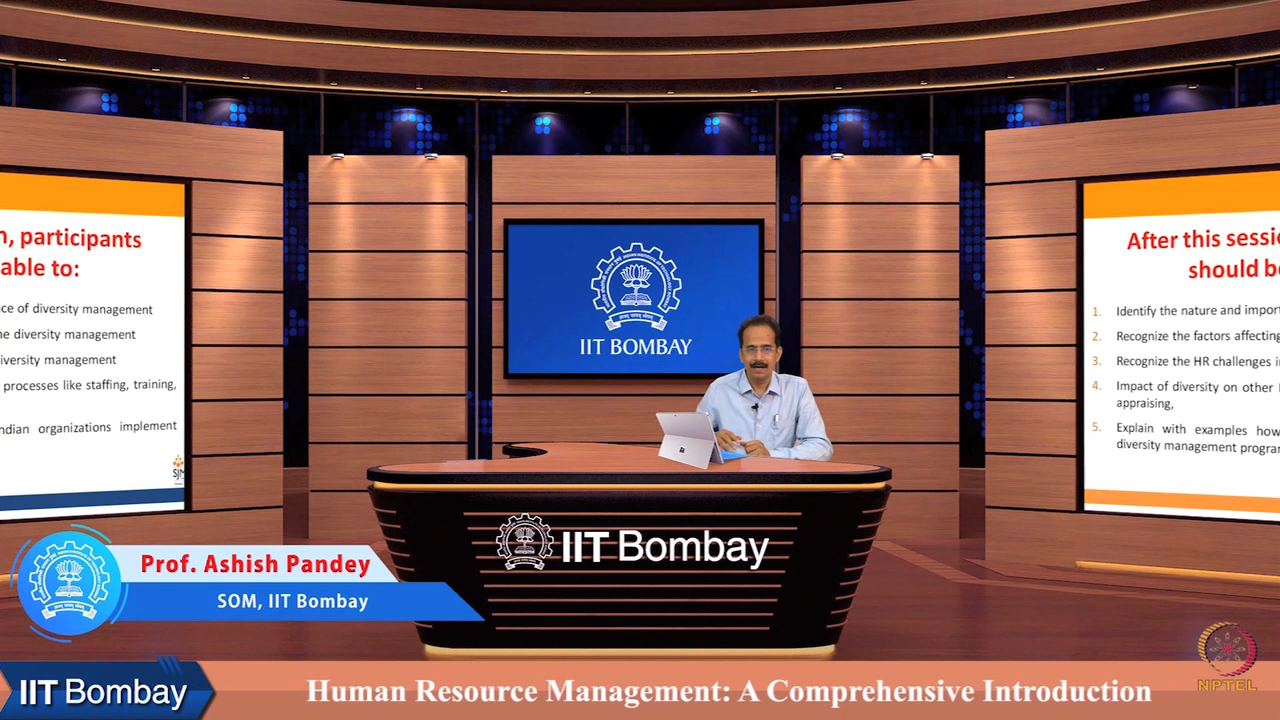 n, participants
able to:
ce of diversity management
ne diversity management
iversity management
processes like staffing, training,
ndian organizations implement
IIT BOMBAY
After this sessi
should b
1. Identify the nature and import
2. Recognize the factors affecting
3. Recognize the HR challenges i
4. Impact of diversity on other
appraising,
5. Explain with examples how
diversity management program
IIT Bombay
Prof. Ashish Pandey
SOM, IIT Bombay
IIT Bombay
Human Resource Management: A Comprehensive Introduction
NPTEL